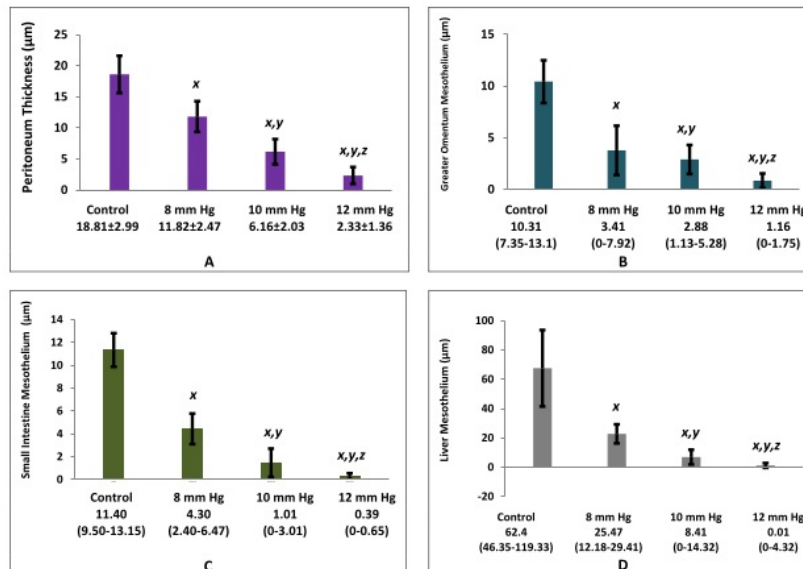 Peritoneum Thickness (µm)
25
20
15
10
5
0
x
x,y
x,y,z
Control 8 mm Hg 10 mm Hg 12 mm Hg
18.81±2.99 11.82±2.47 6.16±2.03 2.33±1.36
A
Greater Omentum Mesothelium (µm)
15
10
5
0
x
x,y
x,y,z
Control 8 mm Hg 10 mm Hg 12 mm Hg
10.31 3.41 2.88 1.16
(7.35-13.1) (0-7.92) (1.13-5.28) (0-1.75)
B
Small Intestine Mesothelium (µm)
14
12
10
8
6
4
2
0
x
x,y
x,y,z
Control 8 mm Hg 10 mm Hg 12 mm Hg
11.40 4.30 1.01 0.39
(9.50-13.15) (2.40-6.47) (0-3.01) (0-0.65)
C
Liver Mesothelium (µm)
100
80
60
40
20
0
-20
x
x,y
x,y,z
Control 8 mm Hg 10 mm Hg 12 mm Hg
62.4 25.47 8.41 0.01
(46.35-119.33) (12.18-29.41) (0-14.32) (0-4.32)
D